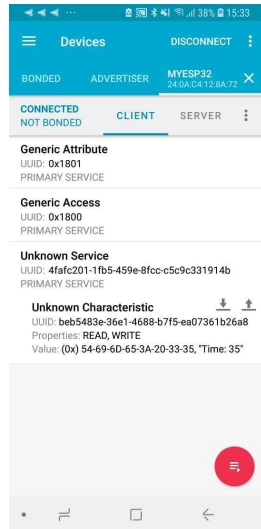 38% 15:33
Devices DISCONNECT
BONDED ADVERTISER MYESP32
24:0A:C4:12:8A:72
CONNECTED CLIENT SERVER
NOT BONDED
Generic Attribute
UUID: 0x1801
PRIMARY SERVICE
Generic Access
UUID: 0x1800
PRIMARY SERVICE
Unknown Service
UUID: 4fafc201-1fb5-459e-8fcc-c5c9c331914b
PRIMARY SERVICE
Unknown Characteristic
UUID: beb5483e-36e1-4688-b7f5-ea07361b26a8
Properties: READ, WRITE
Value: (0x) 54-69-6D-65-3A-20-33-35, "Time: 35"